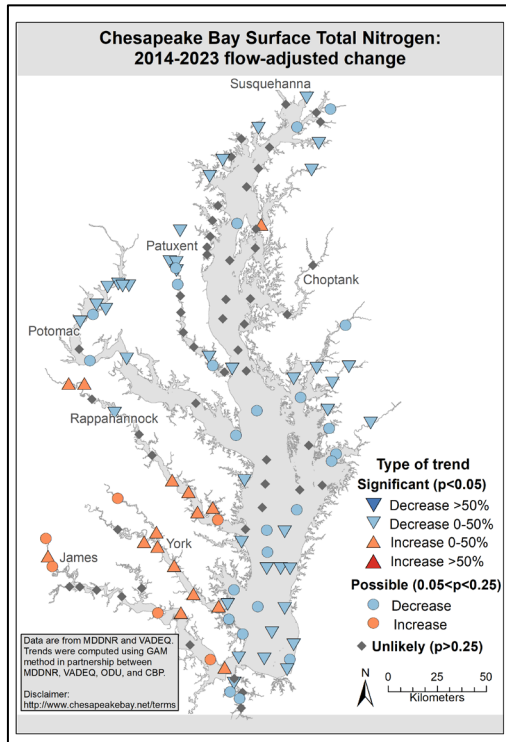 Chesapeake Bay Surface Total Nitrogen:
2014-2023 flow-adjusted change
Susquehanna
Patuxent
Choptank
Potomac
Rappahannock
York
James
Type of trend
Significant (p<0.05)
Decrease >50%
Decrease 0-50%
Increase 0-50%
Increase >50%
Possible (0.05<p<0.25)
Decrease
Increase
Unlikely (p>0.25)
Data are from MDDNR and VADEQ.
Trends were computed using GAM
method in partnership between
MDDNR, VADEQ, ODU, and CBP.
Disclaimer:
http://www.chesapeakebay.net/terms
N
0 25 50
Kilometers